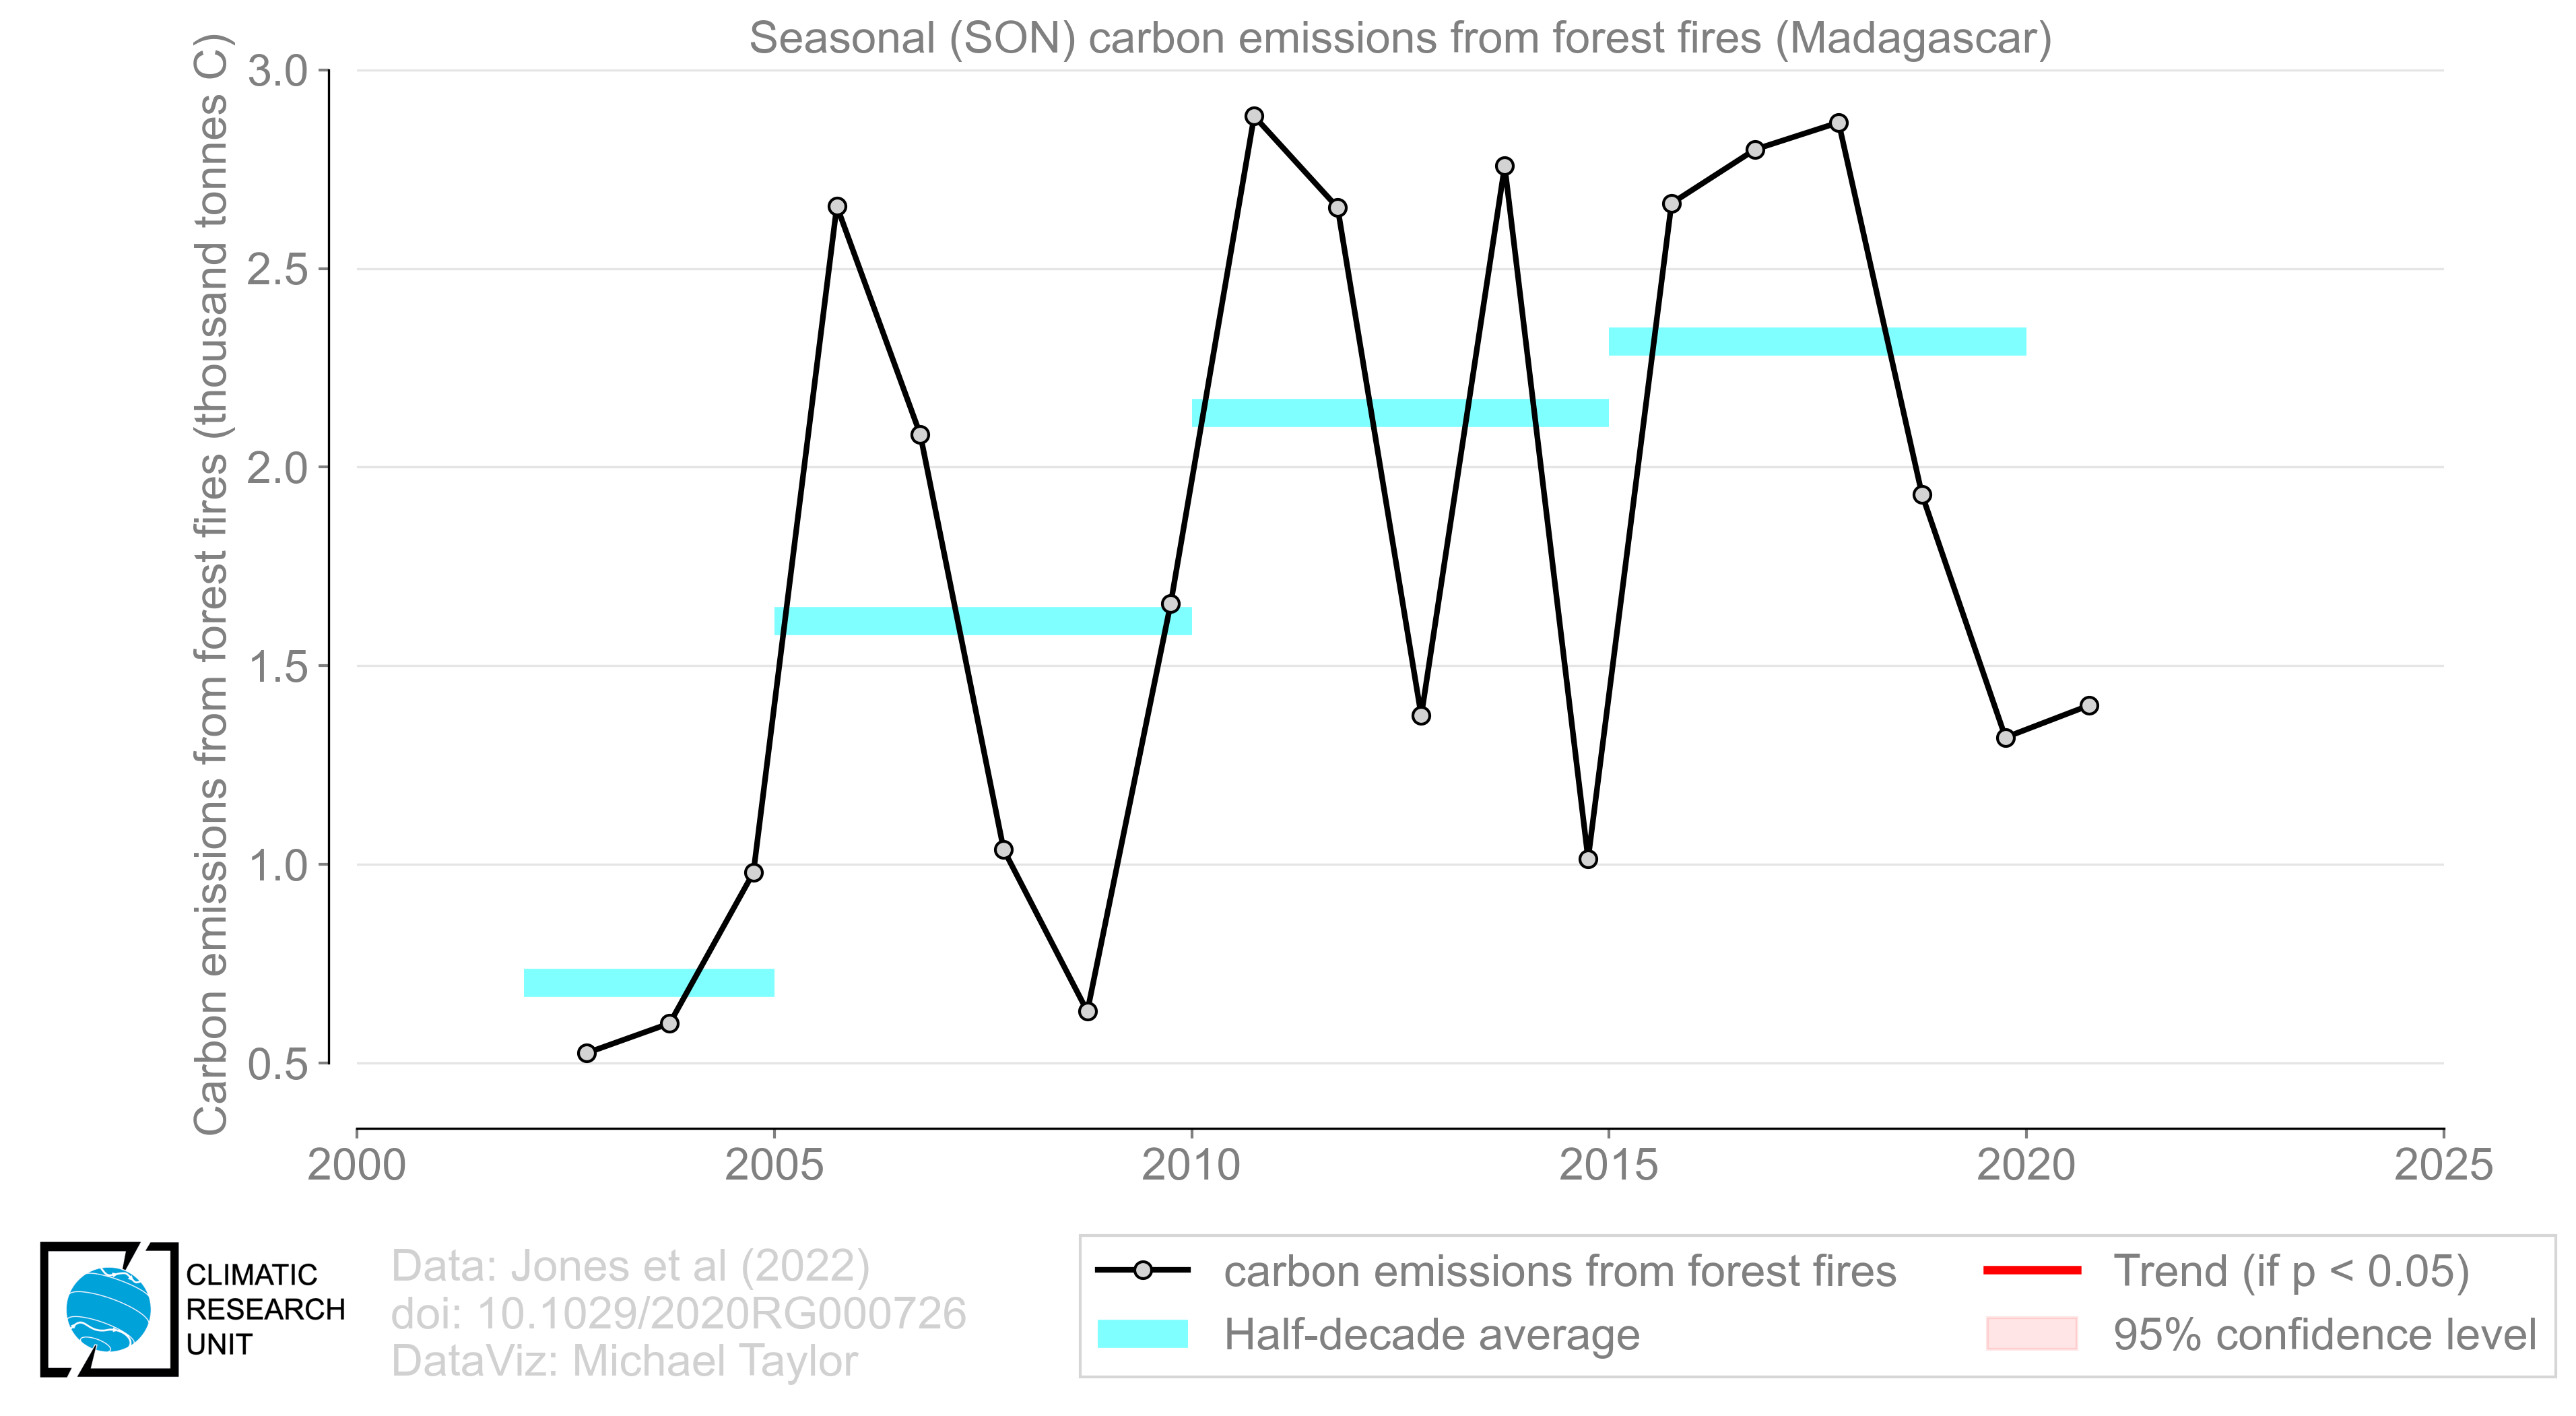 Seasonal (SON) carbon emissions from forest fires (Madagascar)
Carbon emissions from forest fires (thousand tonnes C)
3.0
2.5
2.0
1.5
1.0
0.5
2000 2005 2010 2015 2020 2025
CLIMATIC
RESEARCH
UNIT
Data: Jones et al (2022)
doi: 10.1029/2020RG000726
DataViz: Michael Taylor
carbon emissions from forest fires
Half-decade average
Trend (if p < 0.05)
95% confidence level